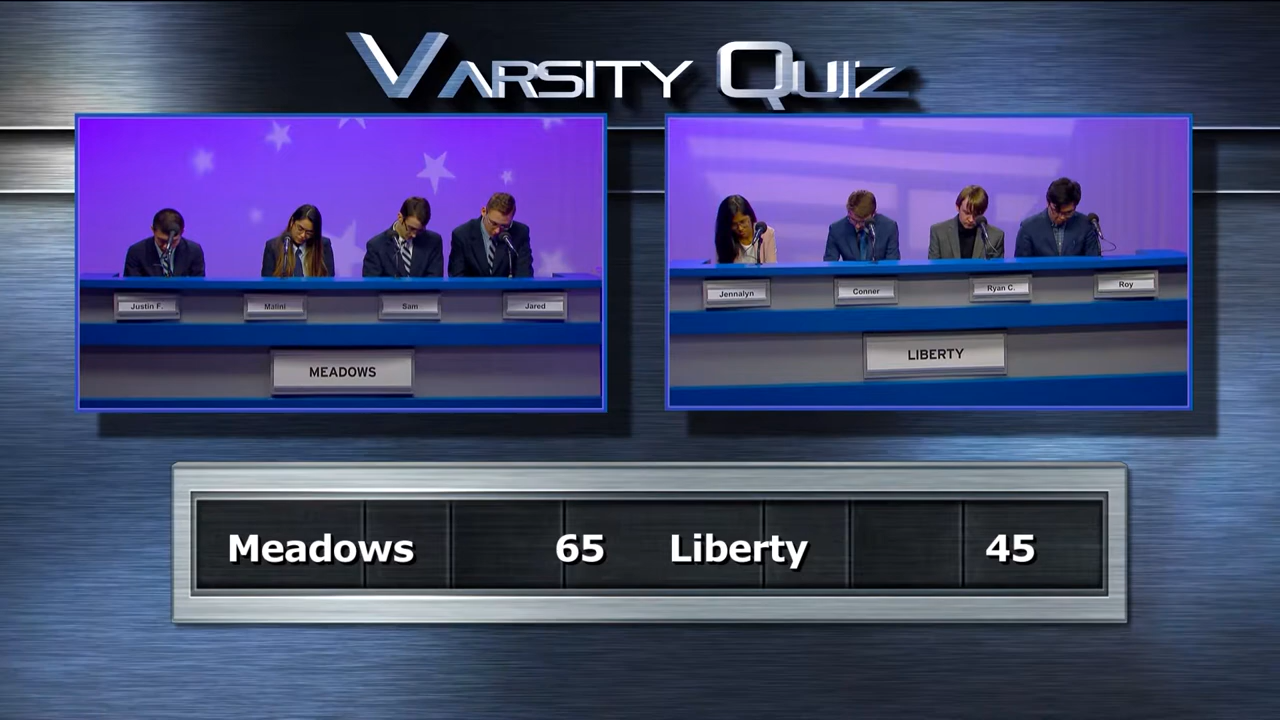 VARSITY QUIZ
Justin F.
Malini
Sam
Jared
MEADOWS
Jennalyn
Conner
Ryan C.
Roy
LIBERTY
Meadows 65 Liberty 45